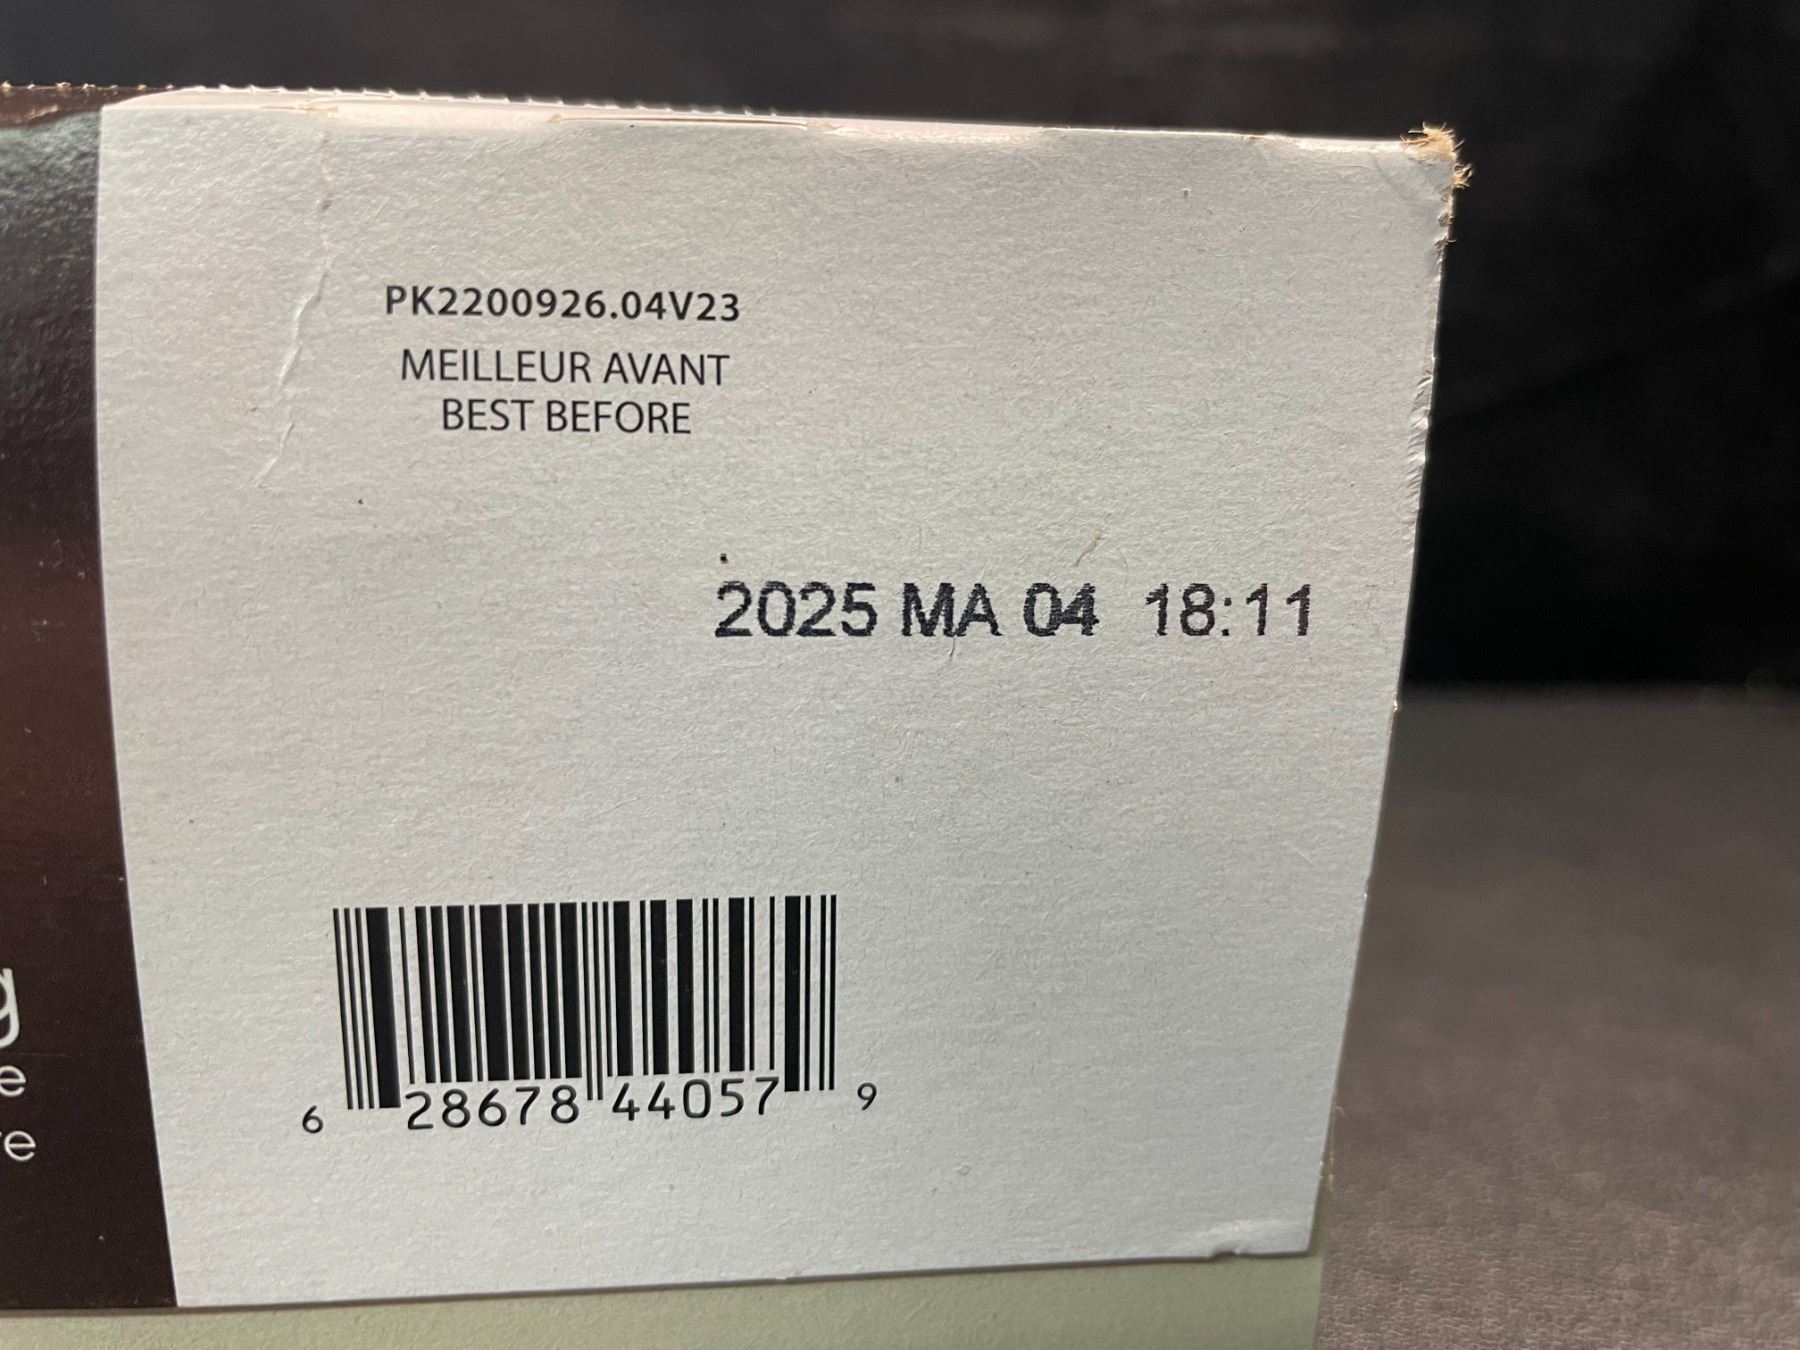 PK2200926.04V23
MEILLEUR AVANT
BEST BEFORE
2025 MA 04 18:11
6 28678 44057 9